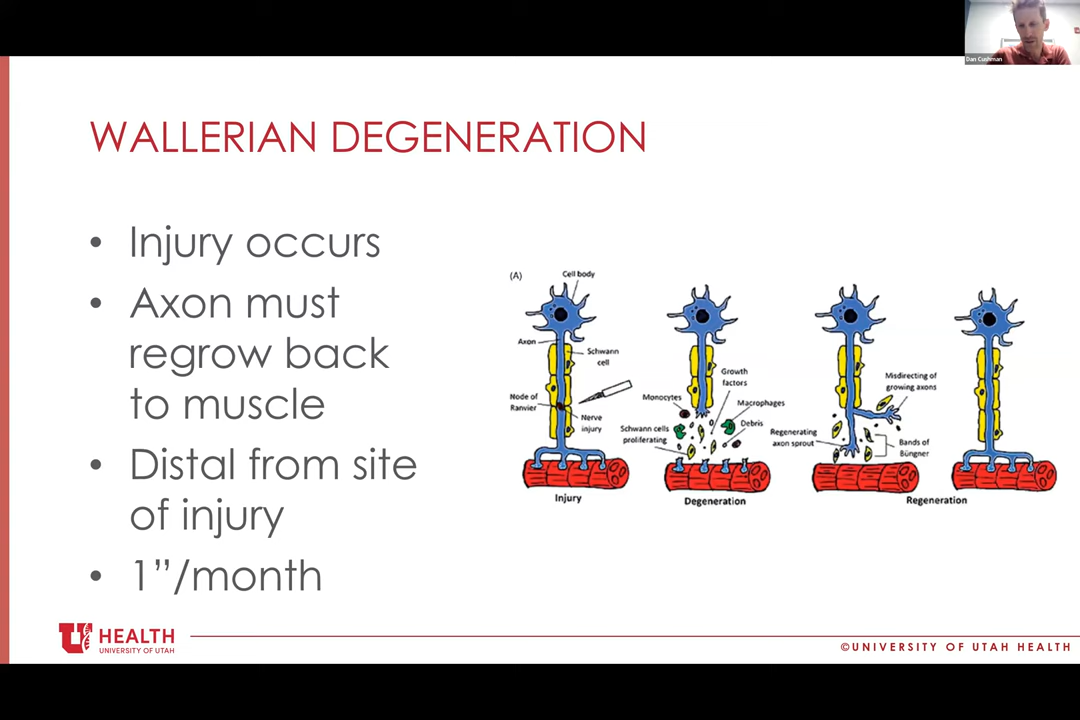 Dan Cushman
WALLERIAN DEGENERATION
• Injury occurs
• Axon must
regrow back
to muscle
• Distal from site
of injury
• 1”/month
(A)
Cell body
Axon
Schwann
cell
Node of
Ranvier
Nerve
injury
Injury
Growth
factors
Monocytes
Macrophages
Debris
Schwann cells
proliferating
Degeneration
Misdirecting of
growing axons
Regenerating
axon sprout
Bands of
Büngner
Regeneration
U HEALTH
UNIVERSITY OF UTAH
©UNIVERSITY OF UTAH HEALTH